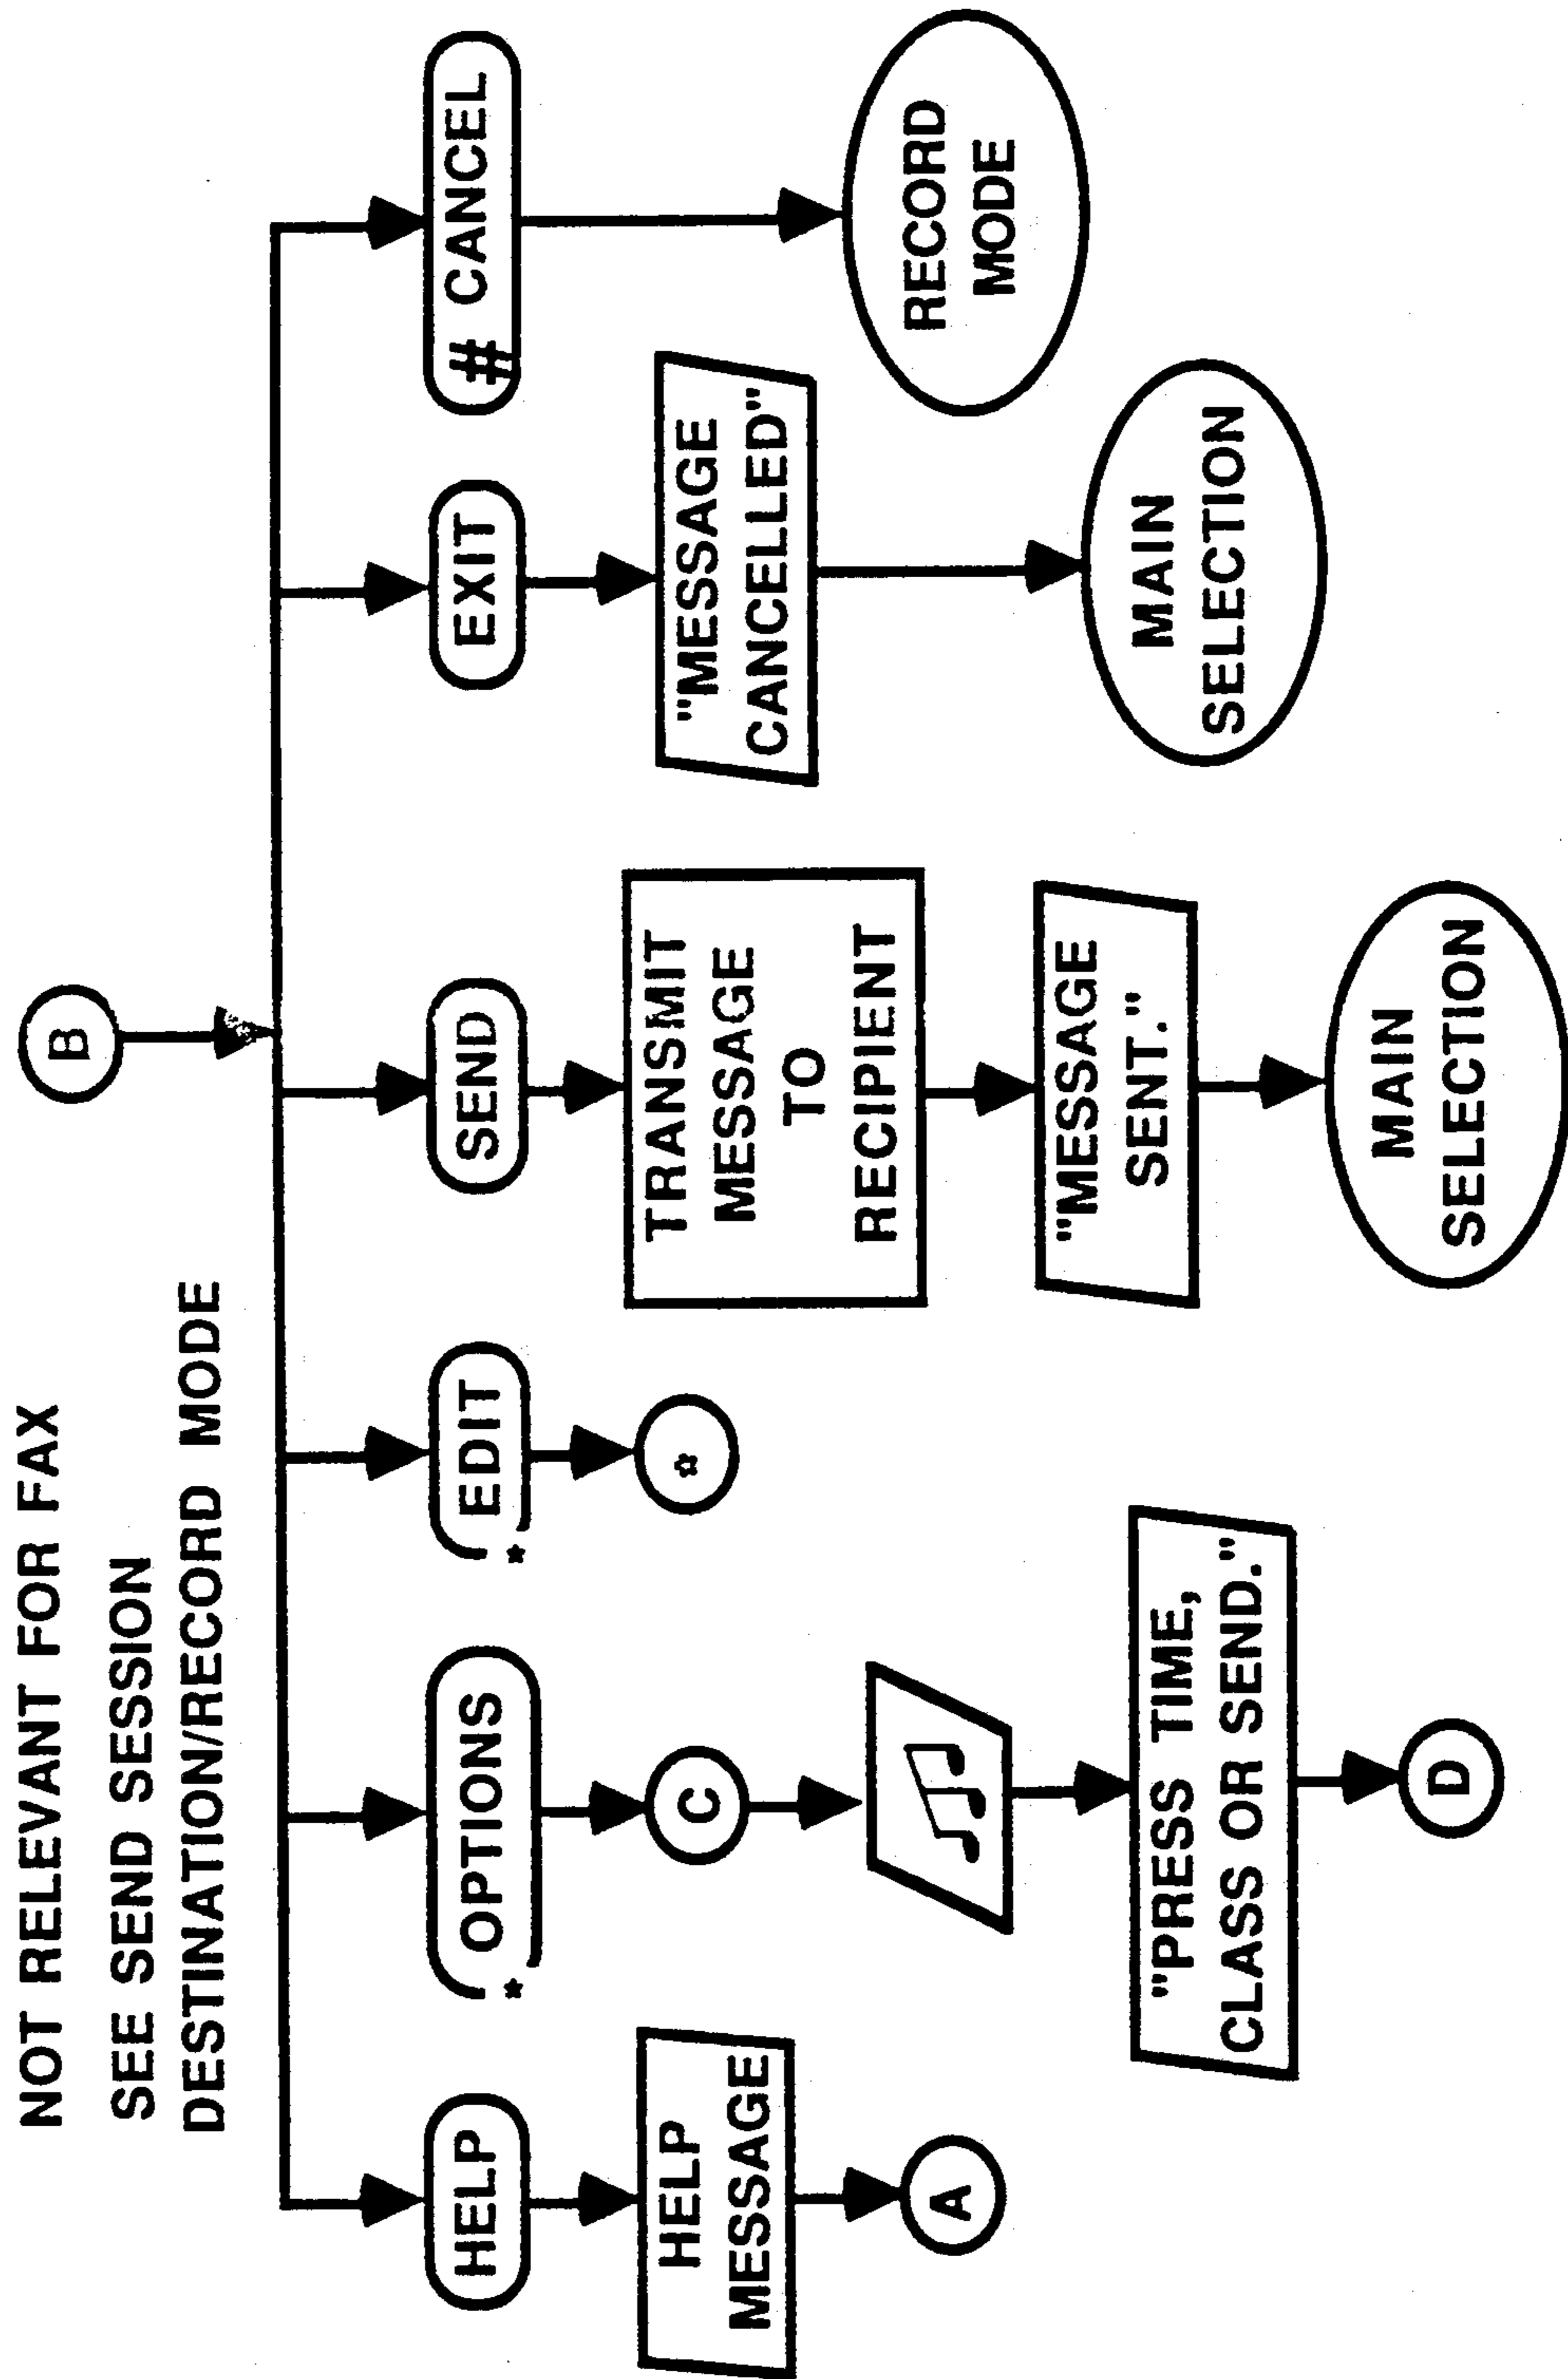 NOT RELEVANT FOR FAX
SEE SEND SESSION
DESTINATION/RECORD MODE
B
HELP
HELP
MESSAGE
A
* OPTIONS
C
"PRESS TIME,
CLASS OR SEND."
D
* EDIT
☆
SEND
TRANSMIT
MESSAGE
TO
RECIPIENT
"MESSAGE
SENT."
MAIN
SELECTION
EXIT
"MESSAGE
CANCELLED"
MAIN
SELECTION
# CANCEL
RECORD
MODE